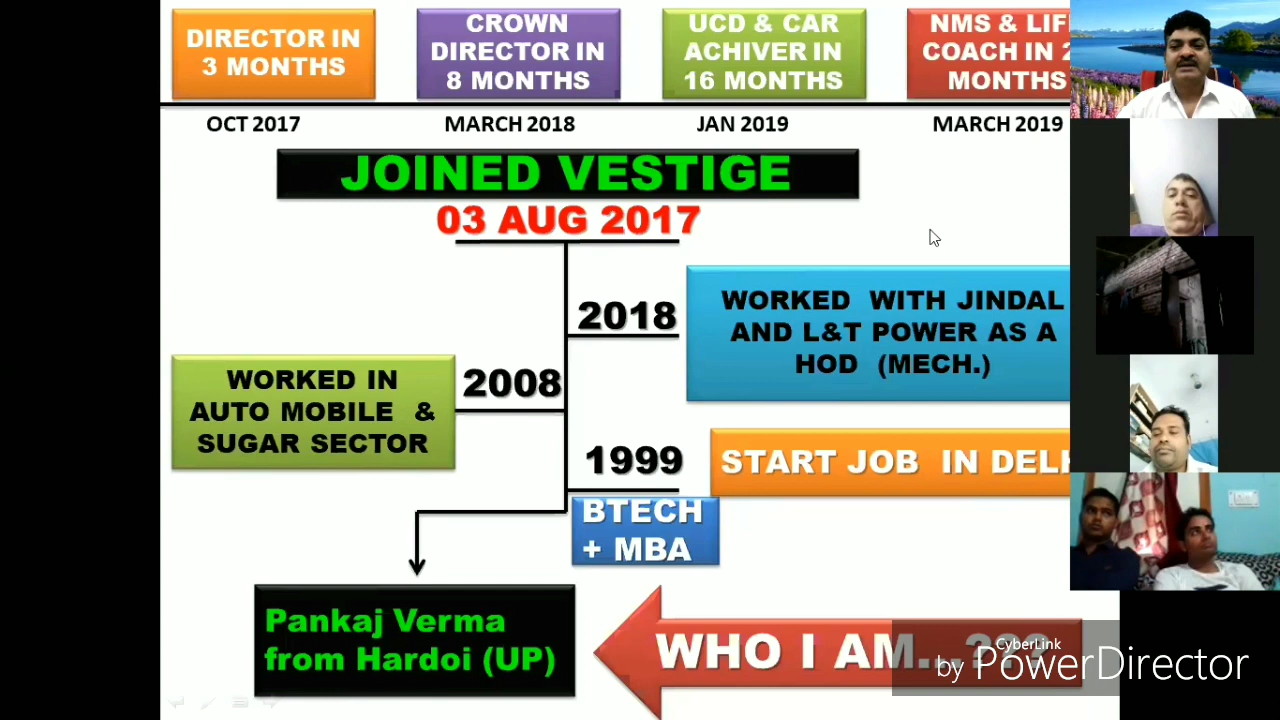 DIRECTOR IN
3 MONTHS
CROWN
DIRECTOR IN
8 MONTHS
UCD & CAR
ACHIVER IN
16 MONTHS
NMS &
COACH IN
MONTHS
OCT 2017
MARCH 2018
JAN 2019
MARCH 2019
JOINED VESTIGE
03 AUG 2017
2018
WORKED WITH JINDAL
AND L&T POWER AS A
HOD (MECH.)
WORKED IN
AUTO MOBILE &
SUGAR SECTOR
2008
1999
START JOB IN
BTECH
+ MBA
Pankaj Verma
from Hardoi (UP)
WHO I AM...???
CyberLink
by PowerDirector